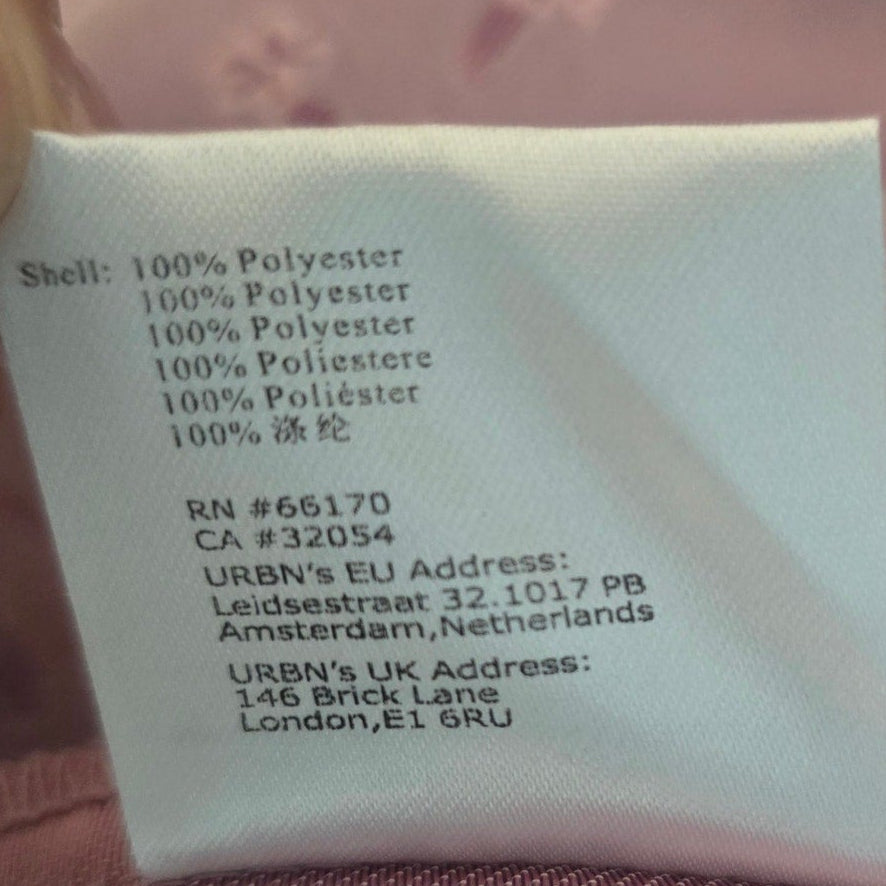 Shell: 100% Polyester
100% Polyester
100% Polyester
100% Poliestere
100% Poliéster
100% 涤纶
RN #66170
CA #32054
URBN's EU Address:
Leidsestraat 32.1017 PB
Amsterdam,Netherlands
URBN's UK Address:
146 Brick Lane
London,E1 6RU